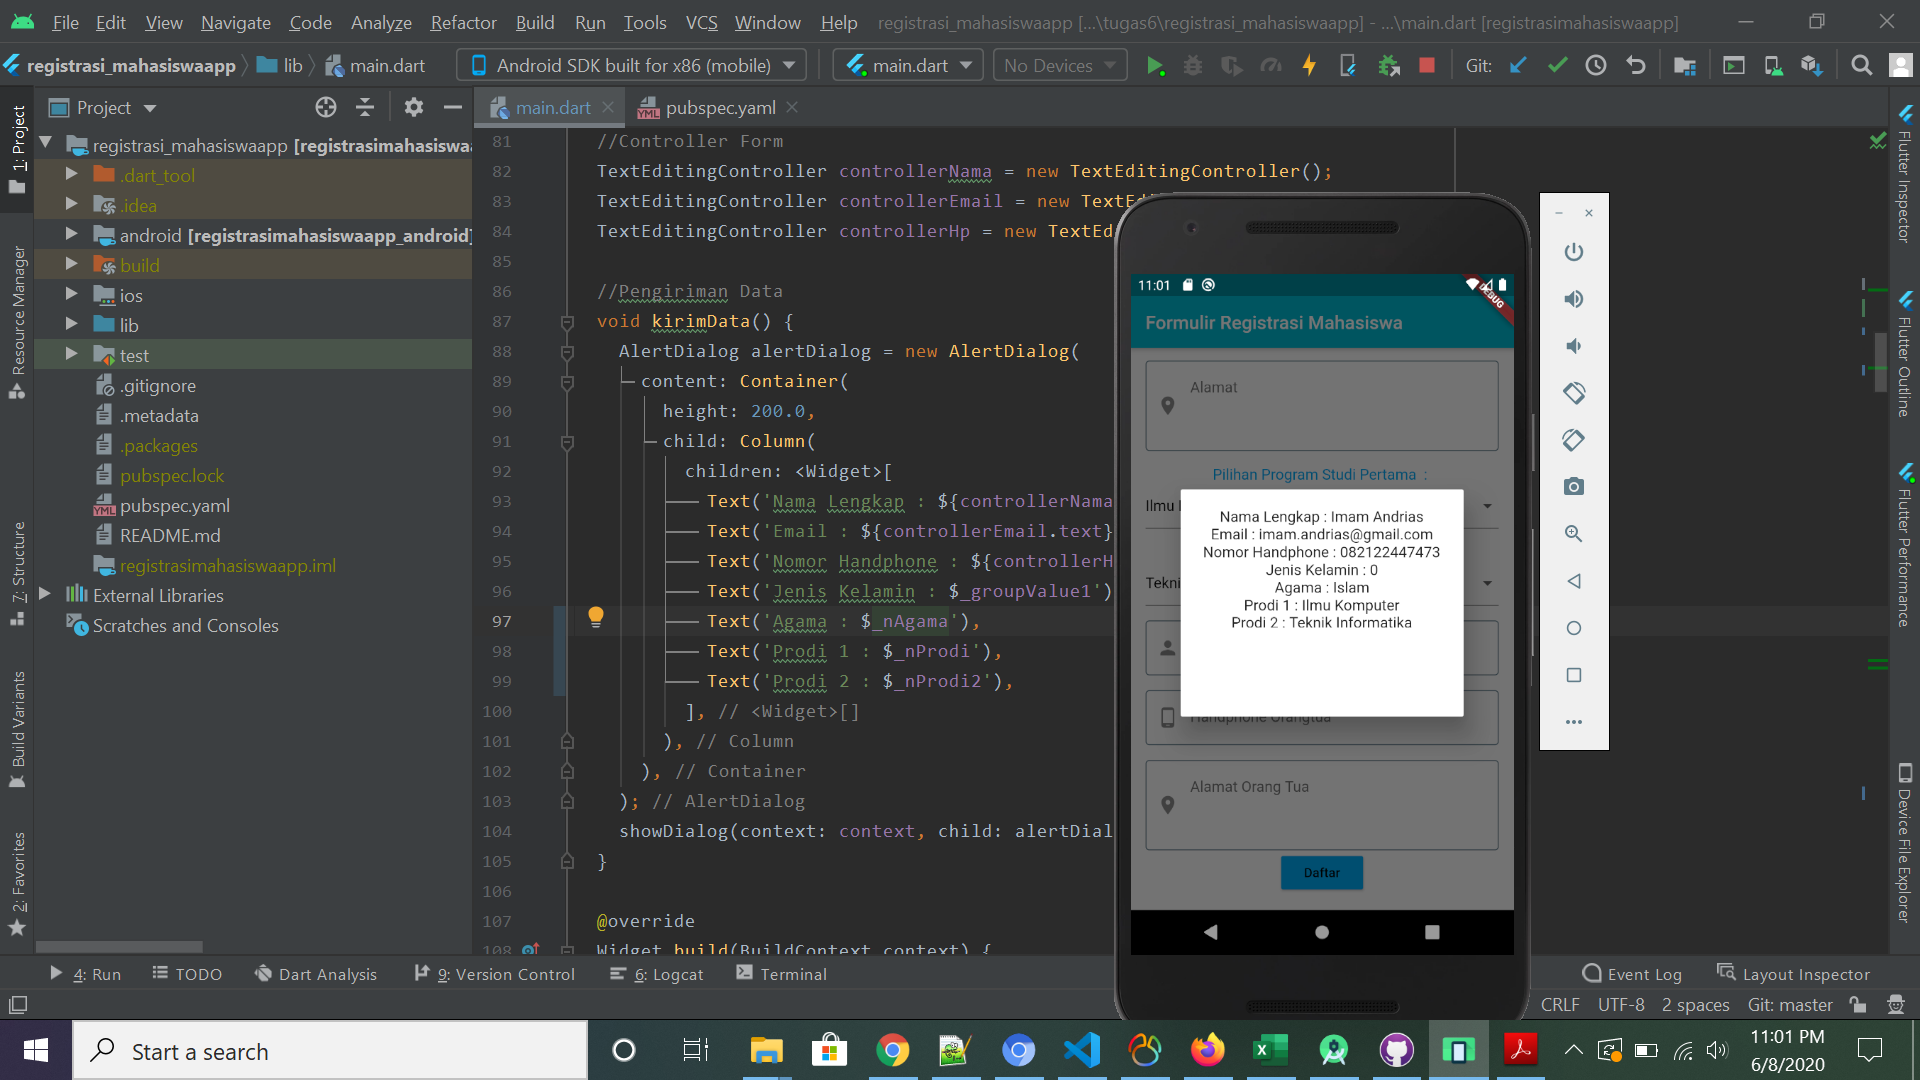 File Edit View Navigate Code Analyze Refactor Build Run Tools VCS Window Help registrasi_mahasiswaapp [...\tugas6\registrasi_mahasiswaapp] - ...\main.dart [registrasimahasiswaapp]
registrasi_mahasiswaapp lib main.dart Android SDK built for x86 (mobile) main.dart No Devices Git:
Project
main.dart
pubspec.yaml
1: Project
Resource Manager
7: Structure
Build Variants
2: Favorites
registrasi_mahasiswaapp [registrasimahasiswaa
.dart_tool
.idea
android [registrasimahasiswaapp_android]
build
ios
lib
test
.gitignore
.metadata
.packages
pubspec.lock
pubspec.yaml
README.md
registrasimahasiswaapp.iml
External Libraries
Scratches and Consoles
81 //Controller Form
82 TextEditingController controllerNama = new TextEditingController();
83 TextEditingController controllerEmail = new TextEdi
84 TextEditingController controllerHp = new TextEd
85
86 //Pengiriman Data
87 void kirimData() {
88 AlertDialog alertDialog = new AlertDialog(
89 content: Container(
90 height: 200.0,
91 child: Column(
92 children: <Widget>[
93 Text('Nama Lengkap : ${controllerNama
94 Text('Email : ${controllerEmail.text}
95 Text('Nomor Handphone : ${controllerH
96 Text('Jenis Kelamin : $_groupValue1')
97 Text('Agama : $_nAgama'),
98 Text('Prodi 1 : $_nProdi'),
99 Text('Prodi 2 : $_nProdi2'),
100 ], // <Widget>[]
101 ), // Column
102 ), // Container
103 ); // AlertDialog
104 showDialog(context: context, child: alertDial
105 }
106
107 @override
108 Widget build(BuildContext context) {
11:01
DEBUG
Formulir Registrasi Mahasiswa
Alamat
Pilihan Program Studi Pertama :
Ilmu
Nama Lengkap : Imam Andrias
Email : imam.andrias@gmail.com
Nomor Handphone : 082122447473
Jenis Kelamin : 0
Agama : Islam
Prodi 1 : Ilmu Komputer
Prodi 2 : Teknik Informatika
Tekni
Handphone Orangtua
Alamat Orang Tua
Daftar
Flutter Inspector
Flutter Outline
Flutter Performance
Device File Explorer
4: Run TODO Dart Analysis 9: Version Control 6: Logcat Terminal Event Log Layout Inspector
CRLF UTF-8 2 spaces Git: master
Start a search
11:01 PM
6/8/2020